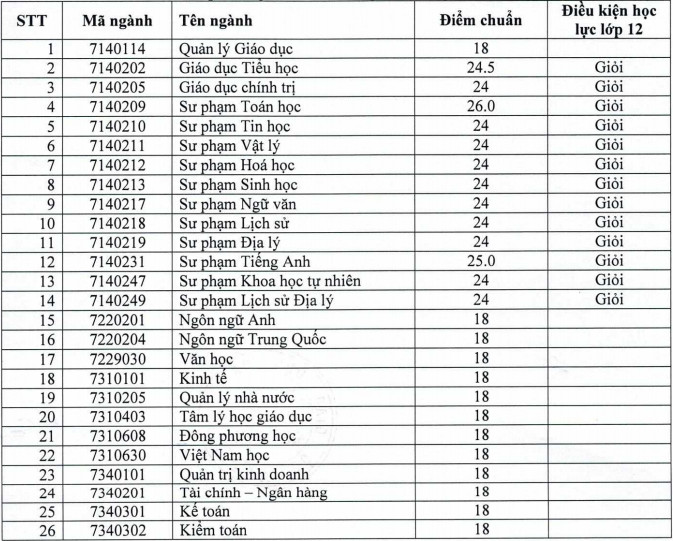 STT Mã ngành Tên ngành Điểm chuẩn Điều kiện học lực lớp 12
1 7140114 Quản lý Giáo dục 18
2 7140202 Giáo dục Tiểu học 24.5 Giỏi
3 7140205 Giáo dục chính trị 24 Giỏi
4 7140209 Sư phạm Toán học 26.0 Giỏi
5 7140210 Sư phạm Tin học 24 Giỏi
6 7140211 Sư phạm Vật lý 24 Giỏi
7 7140212 Sư phạm Hoá học 24 Giỏi
8 7140213 Sư phạm Sinh học 24 Giỏi
9 7140217 Sư phạm Ngữ văn 24 Giỏi
10 7140218 Sư phạm Lịch sử 24 Giỏi
11 7140219 Sư phạm Địa lý 24 Giỏi
12 7140231 Sư phạm Tiếng Anh 25.0 Giỏi
13 7140247 Sư phạm Khoa học tự nhiên 24 Giỏi
14 7140249 Sư phạm Lịch sử Địa lý 24 Giỏi
15 7220201 Ngôn ngữ Anh 18
16 7220204 Ngôn ngữ Trung Quốc 18
17 7229030 Văn học 18
18 7310101 Kinh tế 18
19 7310205 Quản lý nhà nước 18
20 7310403 Tâm lý học giáo dục 18
21 7310608 Đông phương học 18
22 7310630 Việt Nam học 18
23 7340101 Quản trị kinh doanh 18
24 7340201 Tài chính – Ngân hàng 18
25 7340301 Kế toán 18
26 7340302 Kiểm toán 18